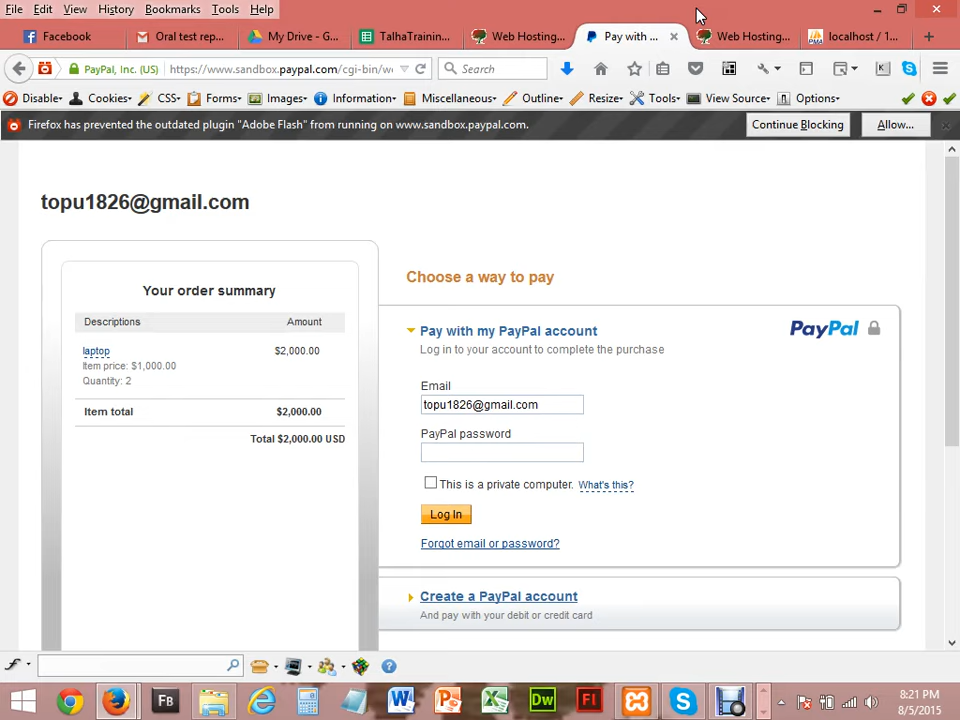 File Edit View History Bookmarks Tools Help
Facebook Oral test rep... My Drive - G... TalhaTrainin... Web Hosting... Pay with ... Web Hosting... localhost / 1...
PayPal, Inc. (US) https://www.sandbox.paypal.com/cgi-bin/we Search
Disable Cookies CSS Forms Images Information Miscellaneous Outline Resize Tools View Source Options
Firefox has prevented the outdated plugin "Adobe Flash" from running on www.sandbox.paypal.com. Continue Blocking Allow...
topu1826@gmail.com
Your order summary
Descriptions Amount
laptop $2,000.00
Item price: $1,000.00
Quantity: 2
Item total $2,000.00
Total $2,000.00 USD
Choose a way to pay
Pay with my PayPal account
PayPal
Log in to your account to complete the purchase
Email
topu1826@gmail.com
PayPal password
This is a private computer. What's this?
Log In
Forgot email or password?
Create a PayPal account
And pay with your debit or credit card
8:21 PM
8/5/2015